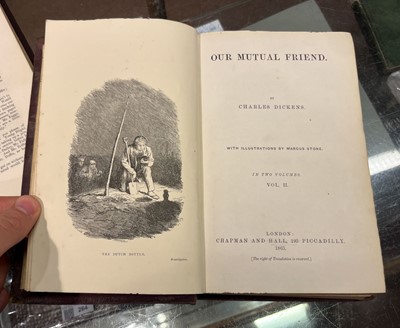 THE DUTCH BOTTLE.
Frontispiece.
OUR MUTUAL FRIEND.
BY
CHARLES DICKENS.
WITH ILLUSTRATIONS BY MARCUS STONE.
IN TWO VOLUMES.
VOL. II.
LONDON:
CHAPMAN AND HALL, 193 PICCADILLY.
1865.
[The right of Translation is reserved.]